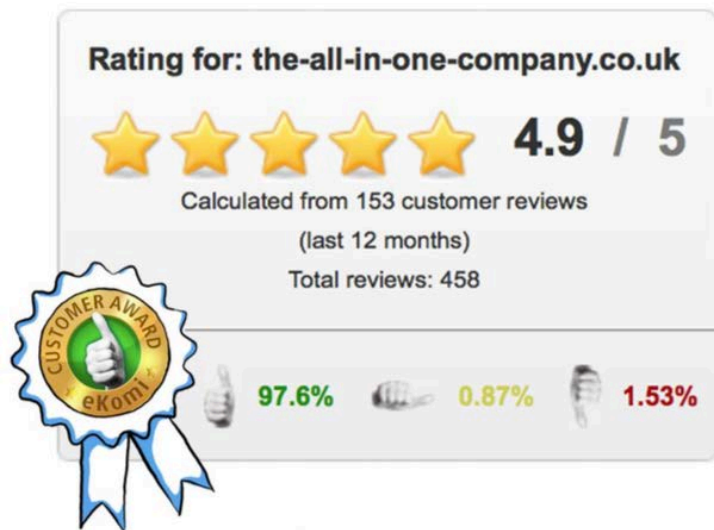 Rating for: the-all-in-one-company.co.uk
4.9 / 5
Calculated from 153 customer reviews
(last 12 months)
Total reviews: 458
CUSTOMER AWARD
eKomi
97.6%
0.87%
1.53%